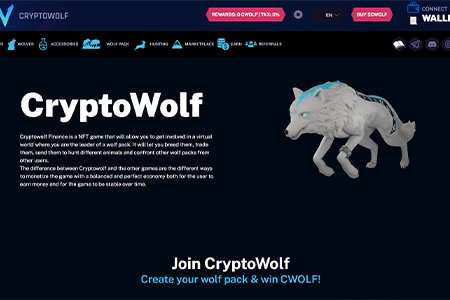 CRYPTOWOLF
REWARDS: 0 CWOLF | TAX: 0%
EN
BUY $CWOLF
CONNECT
WALL
WOLVES
ACCESSORIES
WOLF PACK
HUNTING
MARKETPLACE
EARN
REFERRALS
CryptoWolf
Cryptowolf Finance is a NFT game that will allow you to get involved in a virtual
world where you are the leader of a wolf pack. It will let you breed them, trade
them, send them to hunt different animals and confront other wolf packs from
other users.
The difference between Cryptowolf and the other games are the different ways
to monetize the game with a balanced and perfect economy both for the user to
earn money and for the game to be stable over time.
Join CryptoWolf
Create your wolf pack & win CWOLF!